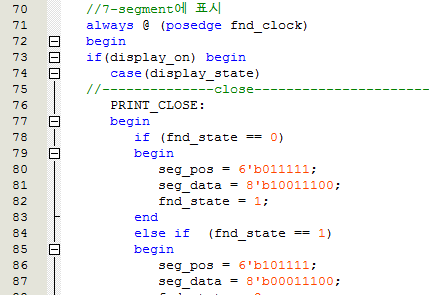 70 //7-segment에 표시
71 always @ (posedge fnd_clock)
72 begin
73 if(display_on) begin
74 case(display_state)
75 //--------------close----------------------
76 PRINT_CLOSE:
77 begin
78 if (fnd_state == 0)
79 begin
80 seg_pos = 6'b011111;
81 seg_data = 8'b10011100;
82 fnd_state = 1;
83 end
84 else if (fnd_state == 1)
85 begin
86 seg_pos = 6'b101111;
87 seg_data = 8'b00011100;